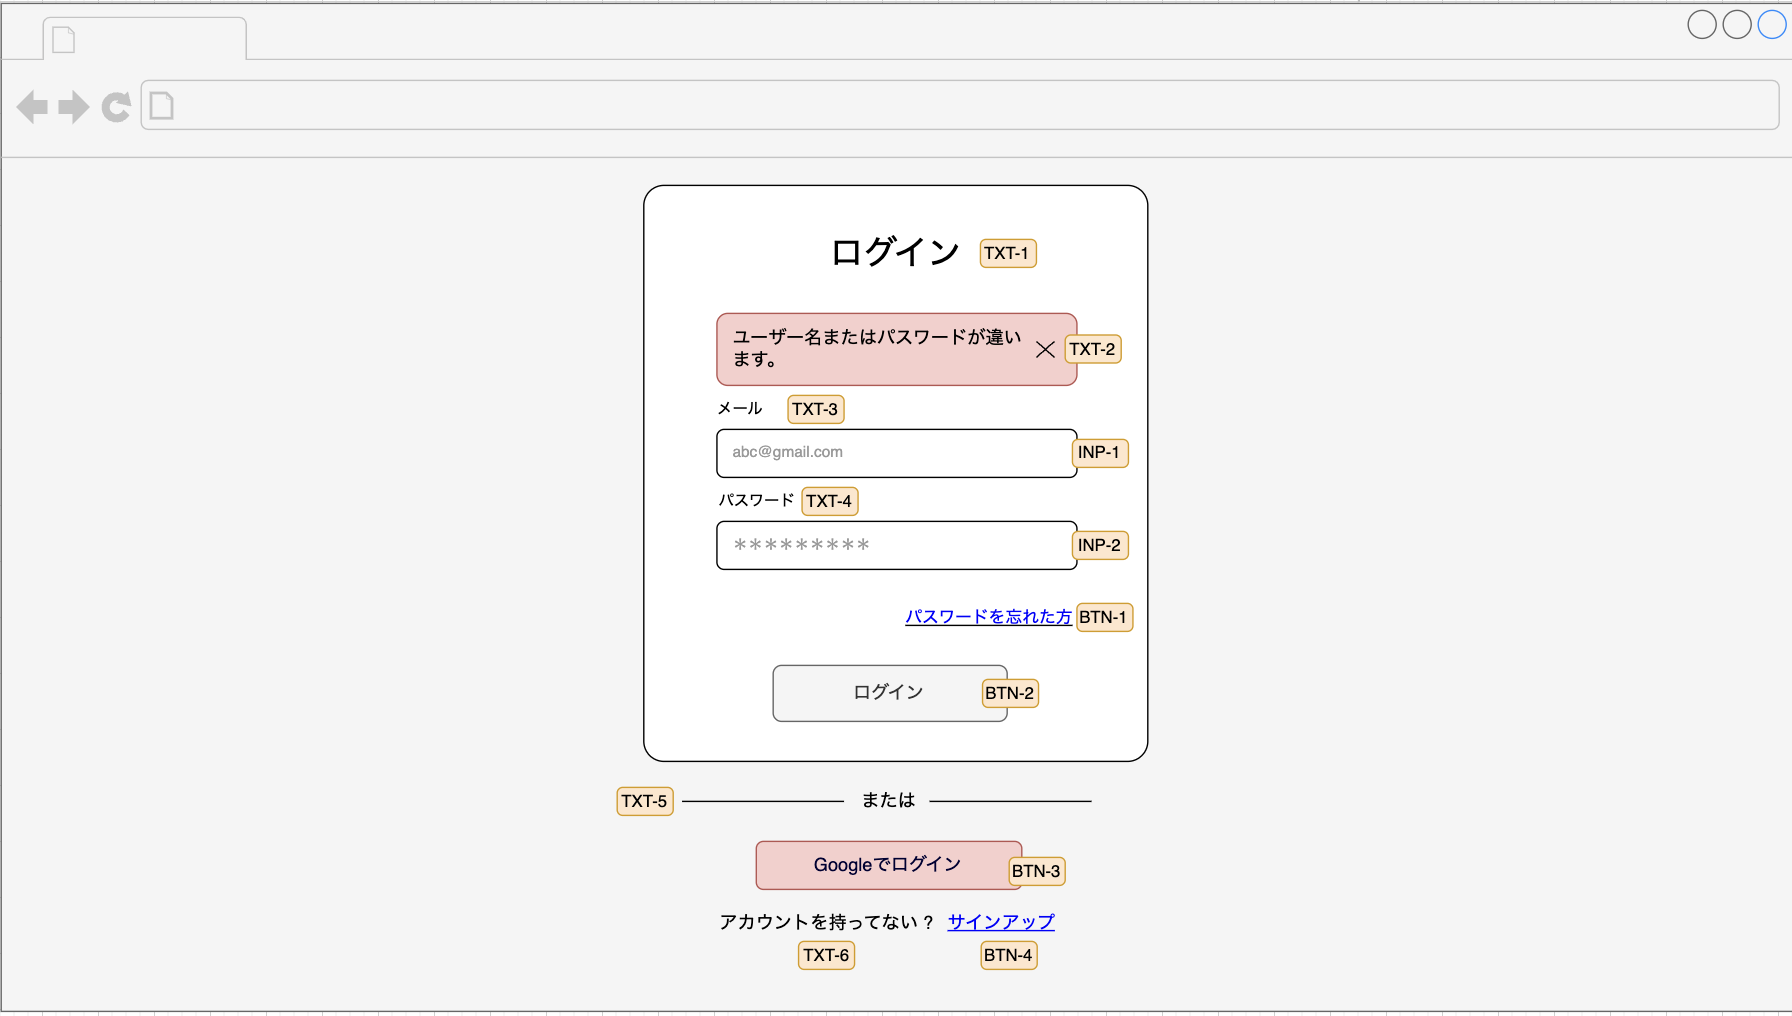 ログイン TXT-1
ユーザー名またはパスワードが違い
ます。
TXT-2
メール TXT-3
abc@gmail.com INP-1
パスワード TXT-4
********* INP-2
パスワードを忘れた方 BTN-1
ログイン BTN-2
TXT-5 または
Googleでログイン BTN-3
アカウントを持ってない？ サインアップ
TXT-6 BTN-4